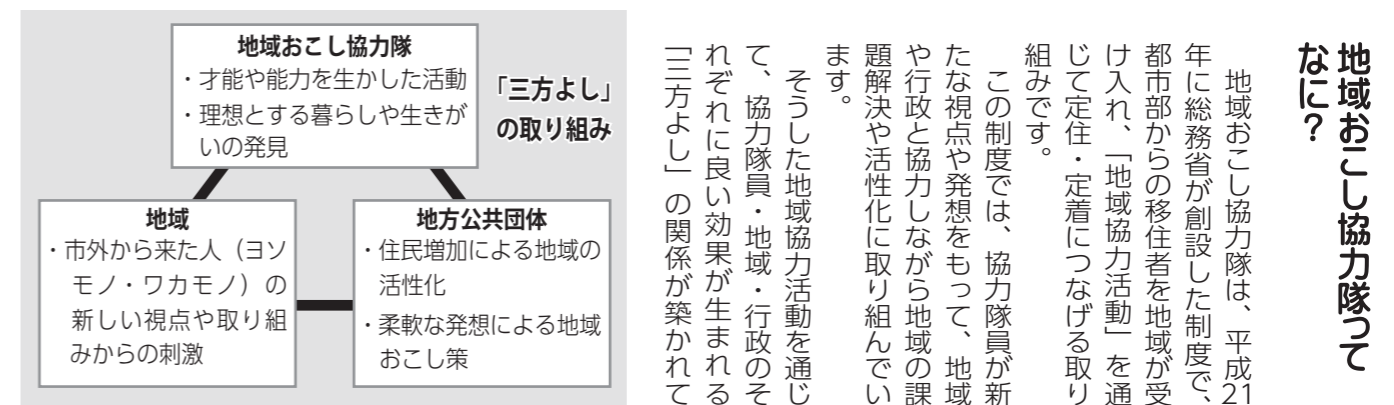 地域おこし協力隊って
なに?
地域おこし協力隊は、平成21
年に総務省が創設した制度で、
都市部からの移住者を地域が受
け入れ、「地域協力活動」を通
じて定住・定着につなげる取り
組みです。
この制度では、協力隊員が新
たな視点や発想をもって、地域
や行政と協力しながら地域の課
題解決や活性化に取り組んでい
ます。
そうした地域協力活動を通じ
て、協力隊員・地域・行政のそ
れぞれに良い効果が生まれる
「三方よし」の関係が築かれて
「三方よし」
の取り組み
地域おこし協力隊
・才能や能力を生かした活動
・理想とする暮らしや生きが
いの発見
地域
・市外から来た人(ヨソ
モノ・ワカモノ)の
新しい視点や取り組
みからの刺激
地方公共団体
・住民増加による地域の
活性化
・柔軟な発想による地域
おこし策